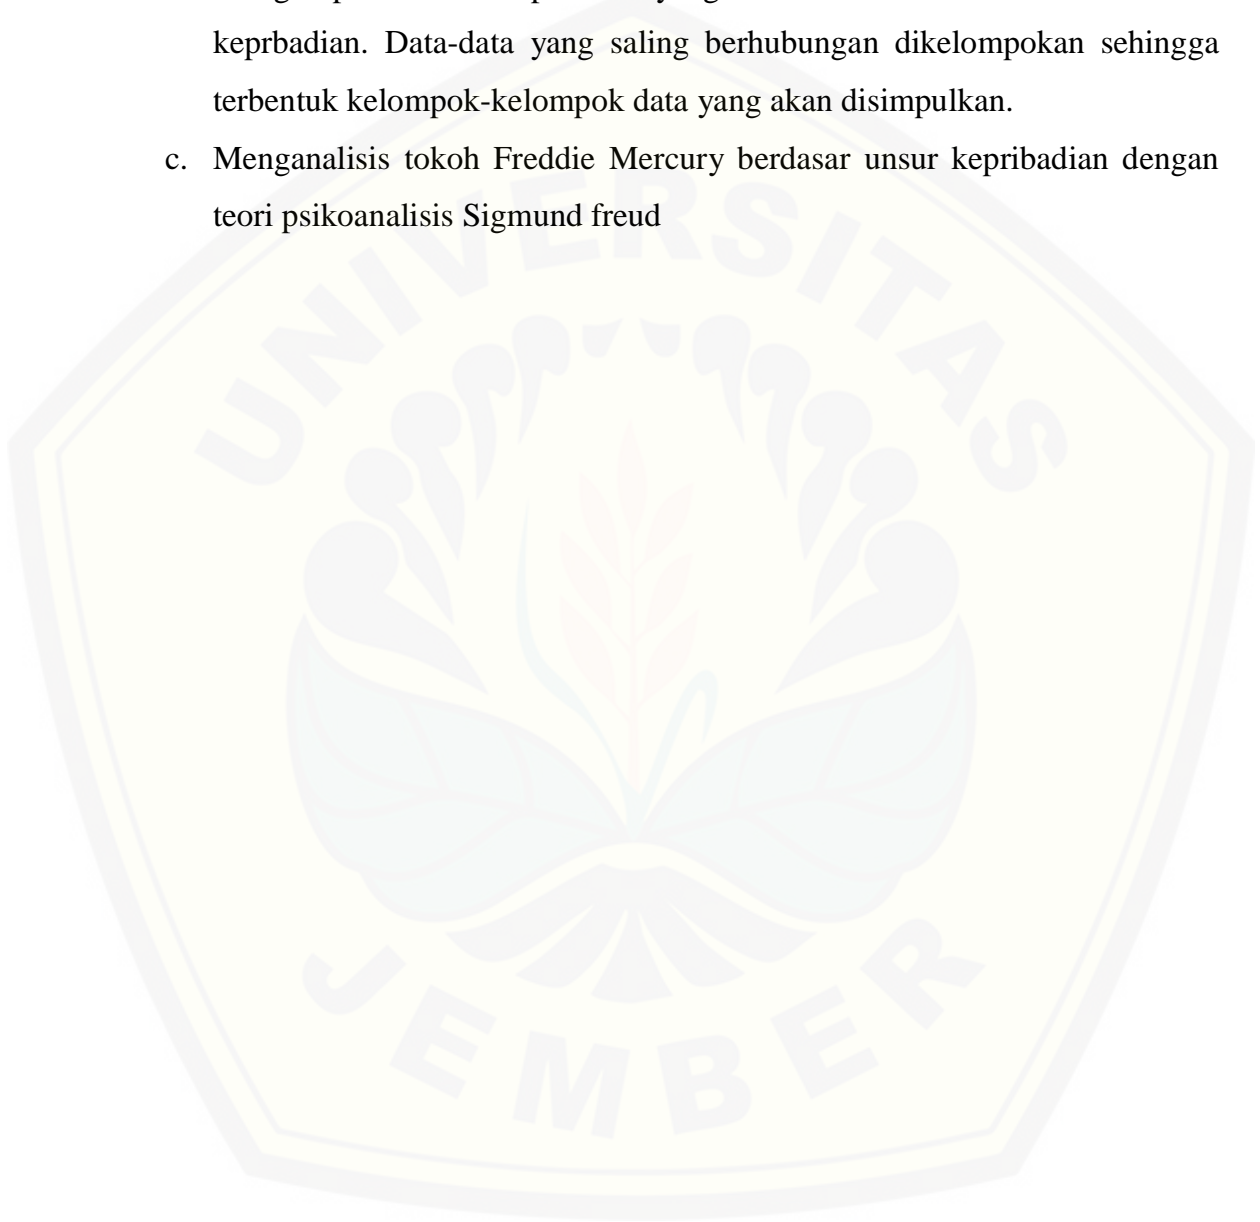 keprbadian. Data-data yang saling berhubungan dikelompokan sehingga
terbentuk kelompok-kelompok data yang akan disimpulkan.
c. Menganalisis tokoh Freddie Mercury berdasar unsur kepribadian dengan
teori psikoanalisis Sigmund freud
UNIVERSITAS
JEMBER